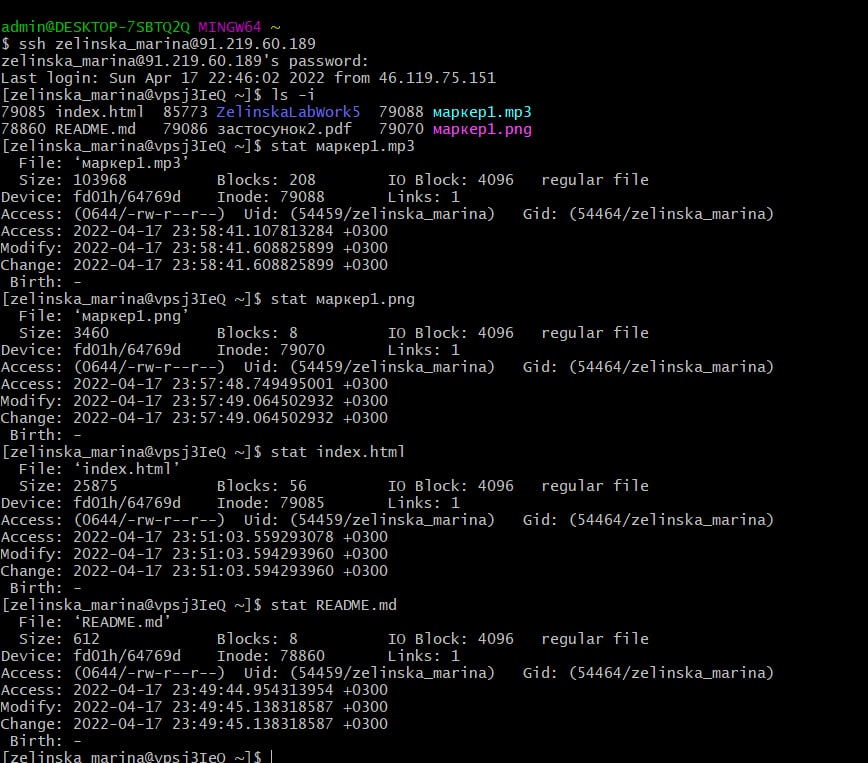 admin@DESKTOP-7SBTQ2Q MINGW64 ~
$ ssh zelinska_marina@91.219.60.189
zelinska_marina@91.219.60.189's password:
Last login: Sun Apr 17 22:46:02 2022 from 46.119.75.151
[zelinska_marina@vpsj3IeQ ~]$ ls -i
79085 index.html  85773 ZelinskaLabWork5  79088 маркер1.mp3
78860 README.md   79086 застосунок2.pdf   79070 маркер1.png
[zelinska_marina@vpsj3IeQ ~]$ stat маркер1.mp3
  File: ‘маркер1.mp3’
  Size: 103968          Blocks: 208        IO Block: 4096   regular file
Device: fd01h/64769d    Inode: 79088       Links: 1
Access: (0644/-rw-r--r--)  Uid: (54459/zelinska_marina)   Gid: (54464/zelinska_marina)
Access: 2022-04-17 23:58:41.107813284 +0300
Modify: 2022-04-17 23:58:41.608825899 +0300
Change: 2022-04-17 23:58:41.608825899 +0300
 Birth: -
[zelinska_marina@vpsj3IeQ ~]$ stat маркер1.png
  File: ‘маркер1.png’
  Size: 3460            Blocks: 8          IO Block: 4096   regular file
Device: fd01h/64769d    Inode: 79070       Links: 1
Access: (0644/-rw-r--r--)  Uid: (54459/zelinska_marina)   Gid: (54464/zelinska_marina)
Access: 2022-04-17 23:57:48.749495001 +0300
Modify: 2022-04-17 23:57:49.064502932 +0300
Change: 2022-04-17 23:57:49.064502932 +0300
 Birth: -
[zelinska_marina@vpsj3IeQ ~]$ stat index.html
  File: ‘index.html’
  Size: 25875           Blocks: 56         IO Block: 4096   regular file
Device: fd01h/64769d    Inode: 79085       Links: 1
Access: (0644/-rw-r--r--)  Uid: (54459/zelinska_marina)   Gid: (54464/zelinska_marina)
Access: 2022-04-17 23:51:03.559293078 +0300
Modify: 2022-04-17 23:51:03.594293960 +0300
Change: 2022-04-17 23:51:03.594293960 +0300
 Birth: -
[zelinska_marina@vpsj3IeQ ~]$ stat README.md
  File: ‘README.md’
  Size: 612             Blocks: 8          IO Block: 4096   regular file
Device: fd01h/64769d    Inode: 78860       Links: 1
Access: (0644/-rw-r--r--)  Uid: (54459/zelinska_marina)   Gid: (54464/zelinska_marina)
Access: 2022-04-17 23:49:44.954313954 +0300
Modify: 2022-04-17 23:49:45.138318587 +0300
Change: 2022-04-17 23:49:45.138318587 +0300
 Birth: -
[zelinska_marina@vpsj3IeQ ~]$